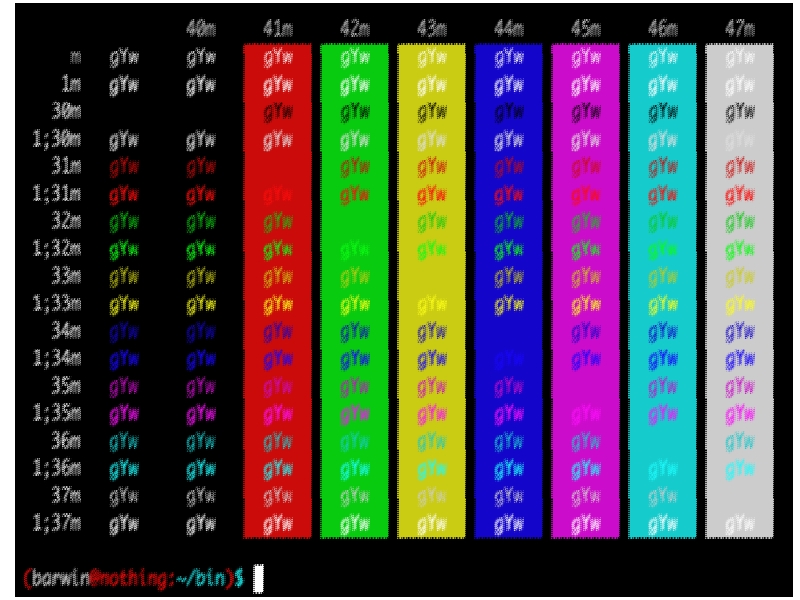 40m 41m 42m 43m 44m 45m 46m 47m
m gYw gYw gYw gYw gYw gYw gYw gYw gYw
1m gYw gYw gYw gYw gYw gYw gYw gYw gYw
30m gYw gYw gYw gYw gYw gYw gYw
1;30m gYw gYw gYw gYw gYw gYw gYw gYw gYw
31m gYw gYw gYw gYw gYw gYw gYw gYw
1;31m gYw gYw gYw gYw gYw gYw gYw gYw gYw
32m gYw gYw gYw gYw gYw gYw gYw gYw
1;32m gYw gYw gYw gYw gYw gYw gYw gYw gYw
33m gYw gYw gYw gYw gYw gYw gYw gYw
1;33m gYw gYw gYw gYw gYw gYw gYw gYw gYw
34m gYw gYw gYw gYw gYw gYw gYw gYw
1;34m gYw gYw gYw gYw gYw gYw gYw gYw gYw
35m gYw gYw gYw gYw gYw gYw gYw gYw
1;35m gYw gYw gYw gYw gYw gYw gYw gYw gYw
36m gYw gYw gYw gYw gYw gYw gYw gYw
1;36m gYw gYw gYw gYw gYw gYw gYw gYw gYw
37m gYw gYw gYw gYw gYw gYw gYw gYw
1;37m gYw gYw gYw gYw gYw gYw gYw gYw gYw
(barwin@nothing:~/bin)$